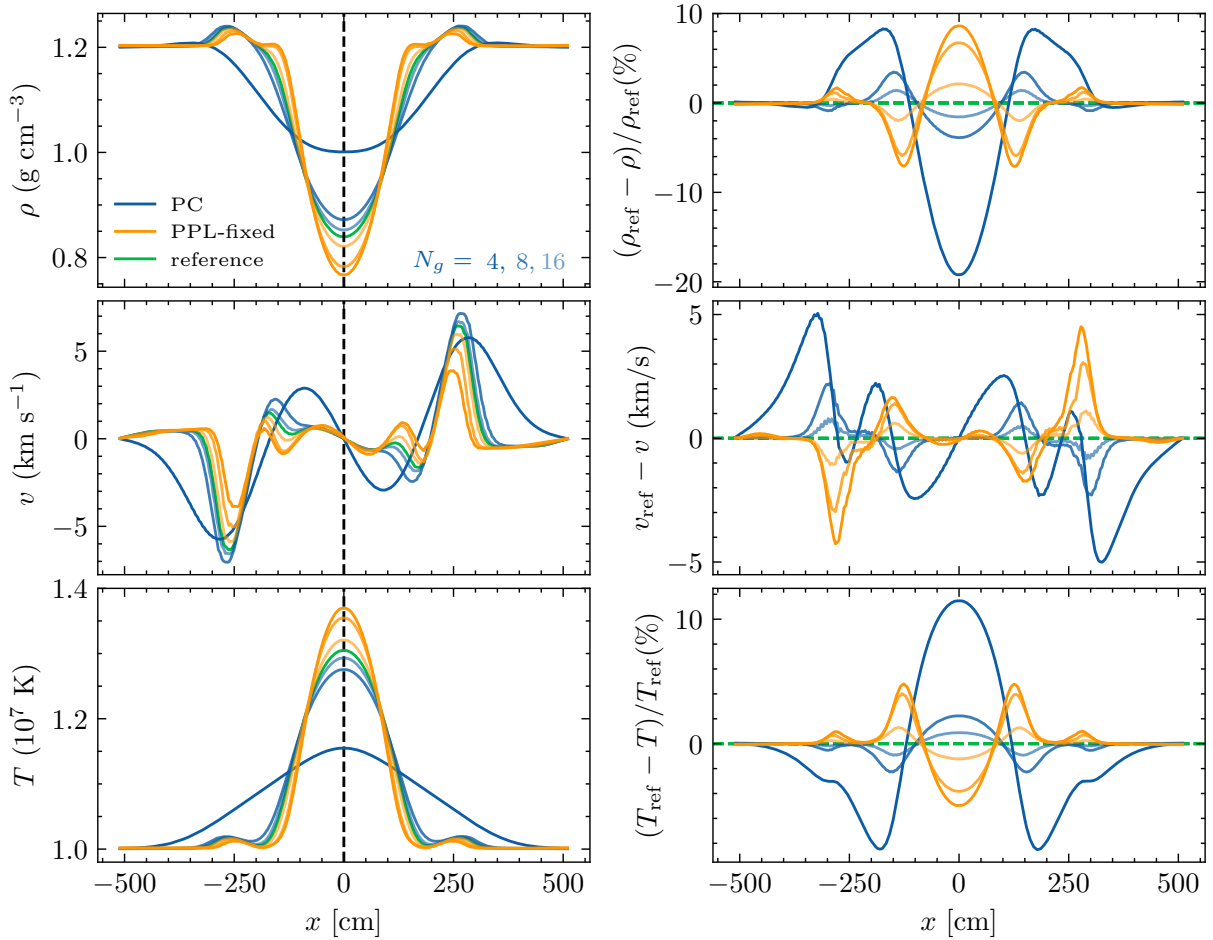 1.2
1.0
0.8
ρ (g cm⁻³)
PC
PPL-fixed
reference
N_g = 4, 8, 16
10
0
−10
−20
(ρ_ref − ρ)/ρ_ref(%)
5
0
−5
v (km s⁻¹)
5
0
−5
v_ref − v (km/s)
1.4
1.2
1.0
T (10⁷ K)
−500 −250 0 250 500
x [cm]
10
0
(T_ref − T)/T_ref(%)
−500 −250 0 250 500
x [cm]